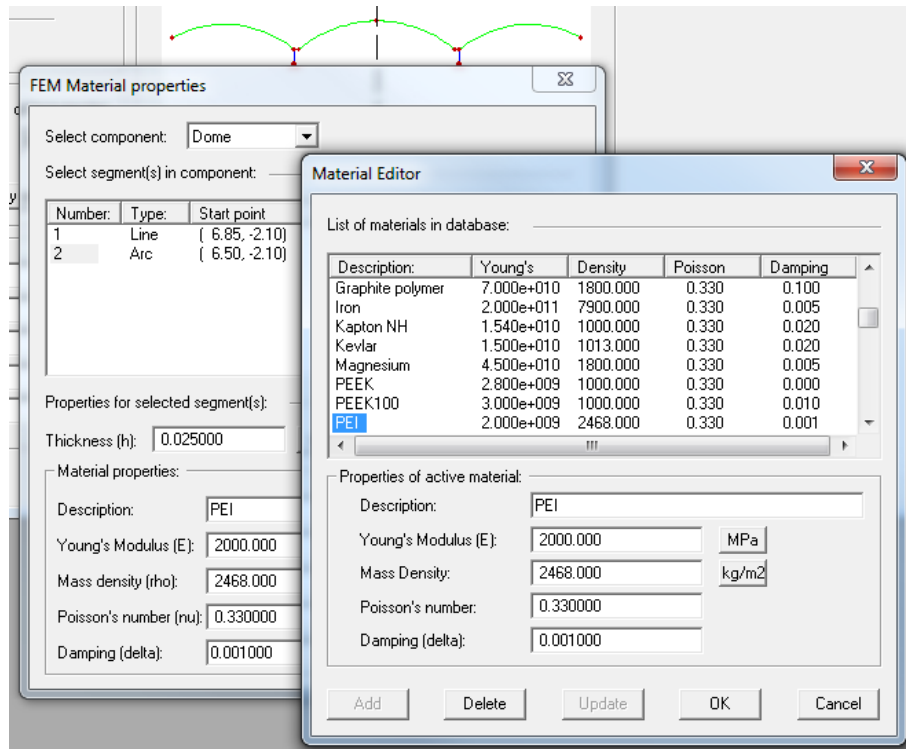 FEM Material properties
Select component: Dome
Select segment(s) in component:
Number: Type: Start point
1 Line ( 6.85, -2.10)
2 Arc ( 6.50, -2.10)
Properties for selected segment(s):
Thickness (h): 0.025000
Material properties:
Description: PEI
Young's Modulus (E): 2000.000
Mass density (rho): 2468.000
Poisson's number (nu): 0.330000
Damping (delta): 0.001000
Material Editor
List of materials in database:
Description: Young's Density Poisson Damping
Graphite polymer 7.000e+010 1800.000 0.330 0.100
Iron 2.000e+011 7900.000 0.330 0.005
Kapton NH 1.540e+010 1000.000 0.330 0.020
Kevlar 1.500e+010 1013.000 0.330 0.020
Magnesium 4.500e+010 1800.000 0.330 0.005
PEEK 2.800e+009 1000.000 0.330 0.000
PEEK100 3.000e+009 1000.000 0.330 0.010
PEI 2.000e+009 2468.000 0.330 0.001
Properties of active material:
Description: PEI
Young's Modulus (E): 2000.000 MPa
Mass Density: 2468.000 kg/m2
Poisson's number: 0.330000
Damping (delta): 0.001000
Add Delete Update OK Cancel